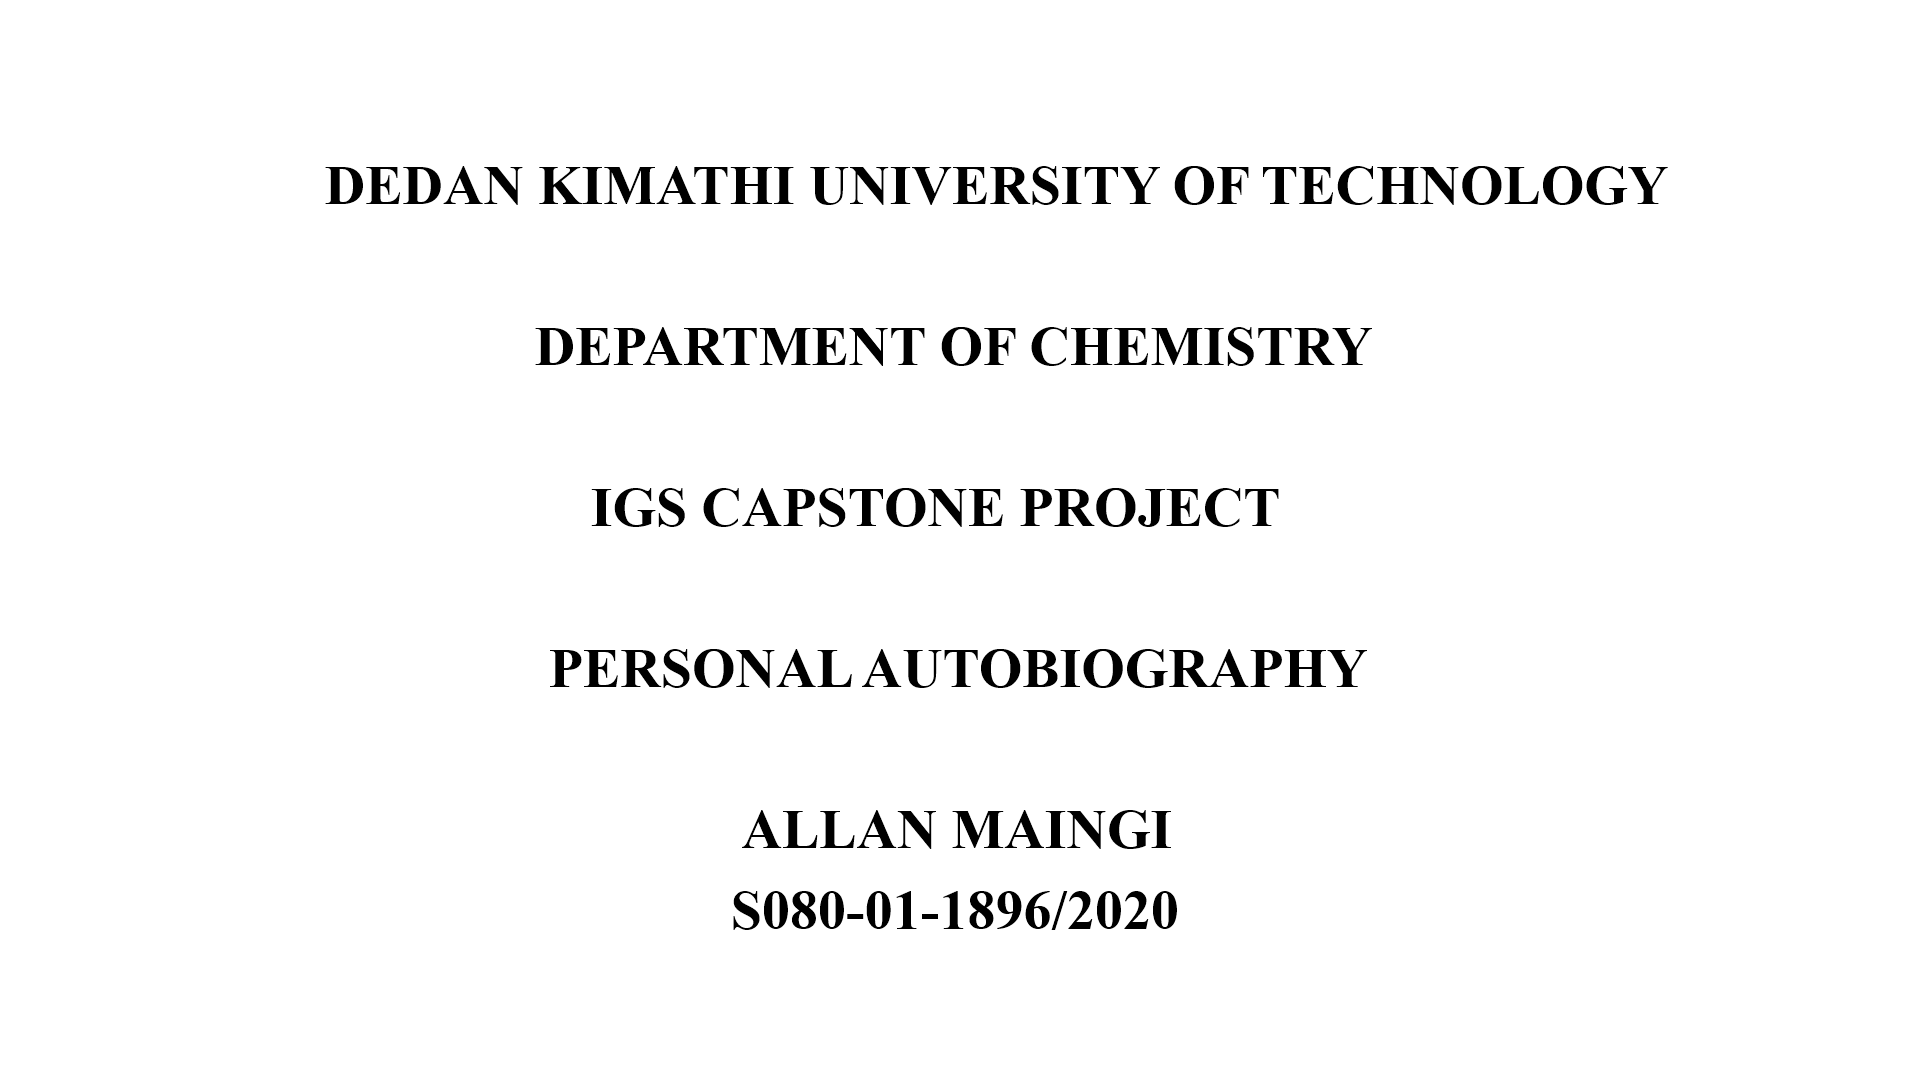 DEDAN KIMATHI UNIVERSITY OF TECHNOLOGY
DEPARTMENT OF CHEMISTRY
IGS CAPSTONE PROJECT
PERSONAL AUTOBIOGRAPHY
ALLAN MAINGI
S080-01-1896/2020